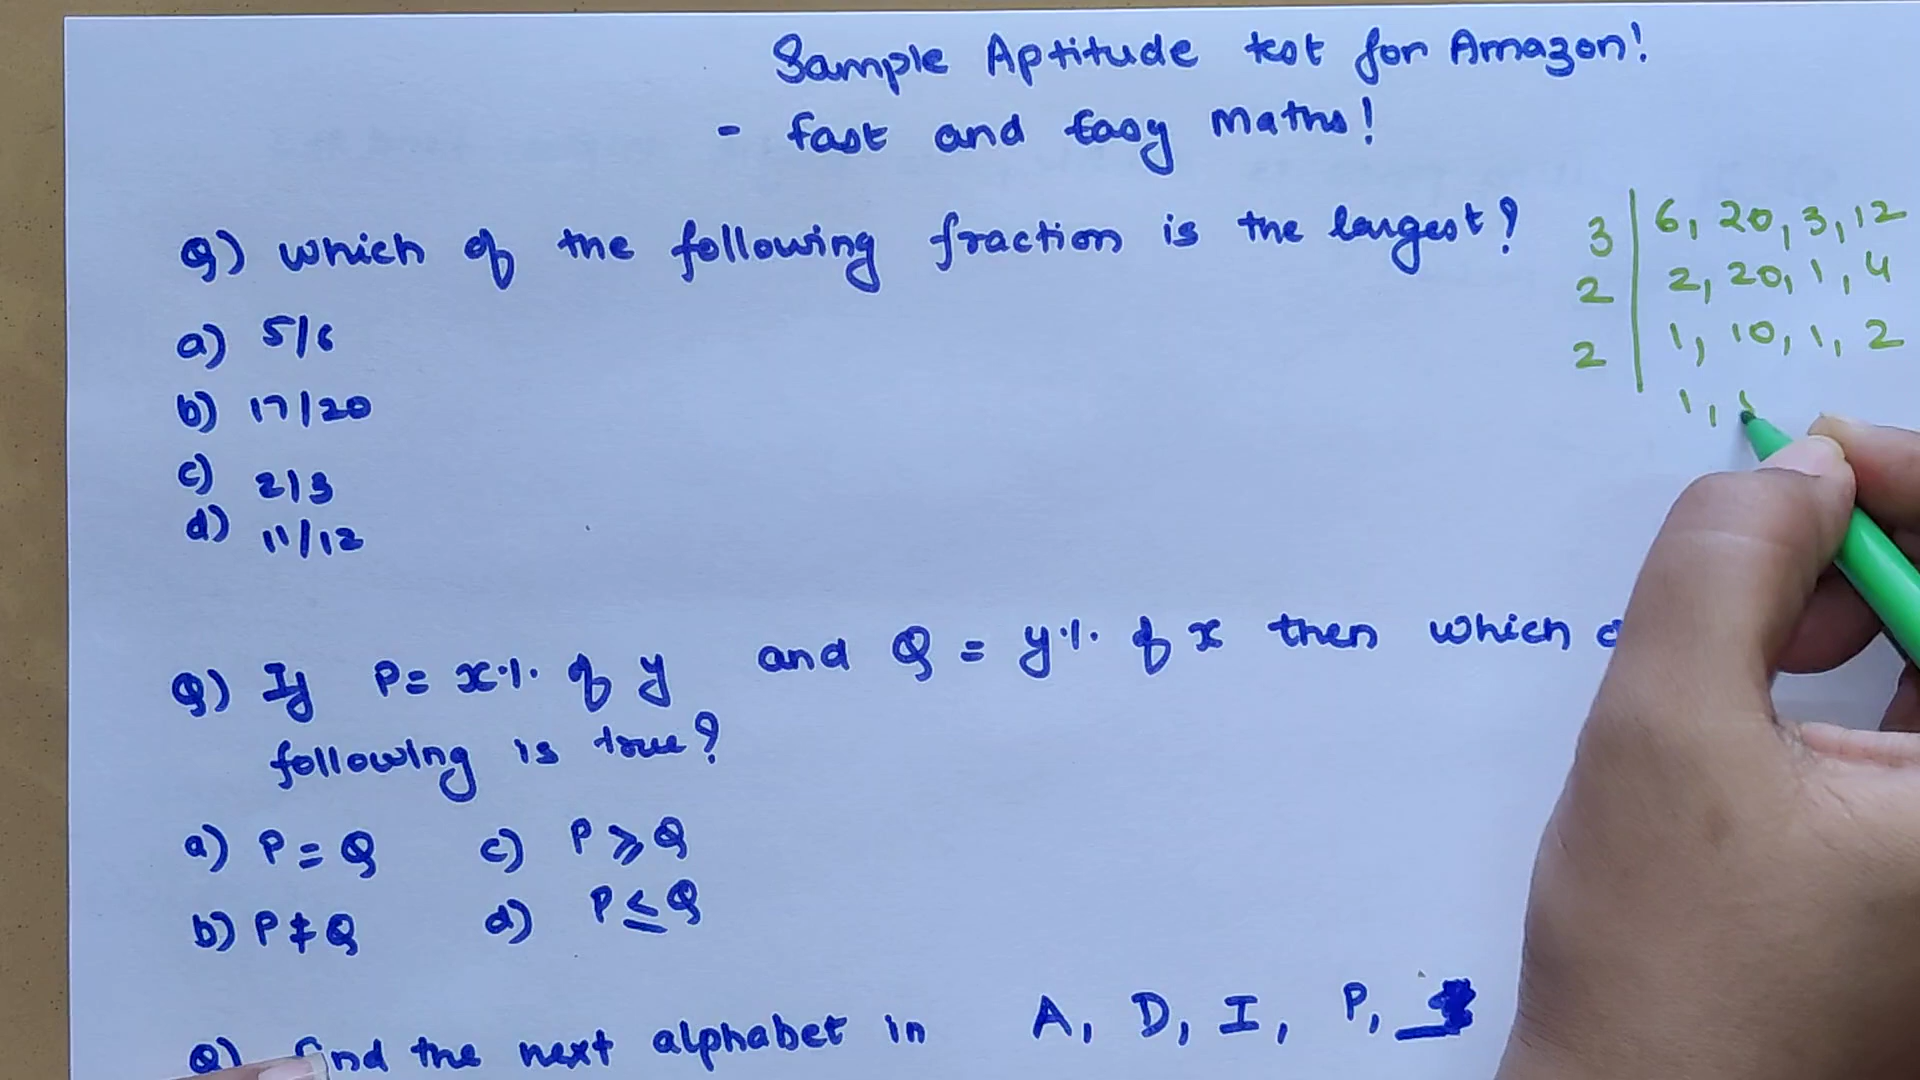 Sample Aptitude test for Amazon!
- fast and Easy Maths!
Q) which of the following fraction is the largest?
a) 5/6
b) 17/20
c) 2/3
d) 11/12
3 | 6, 20, 3, 12
2 | 2, 20, 1, 4
2 | 1, 10, 1, 2
1,
Q) If P = x% of y and Q = y% of x then which
following is true?
a) P = Q c) P ≥ Q
b) P ≠ Q d) P ≤ Q
Q) find the next alphabet in A, D, I, P,